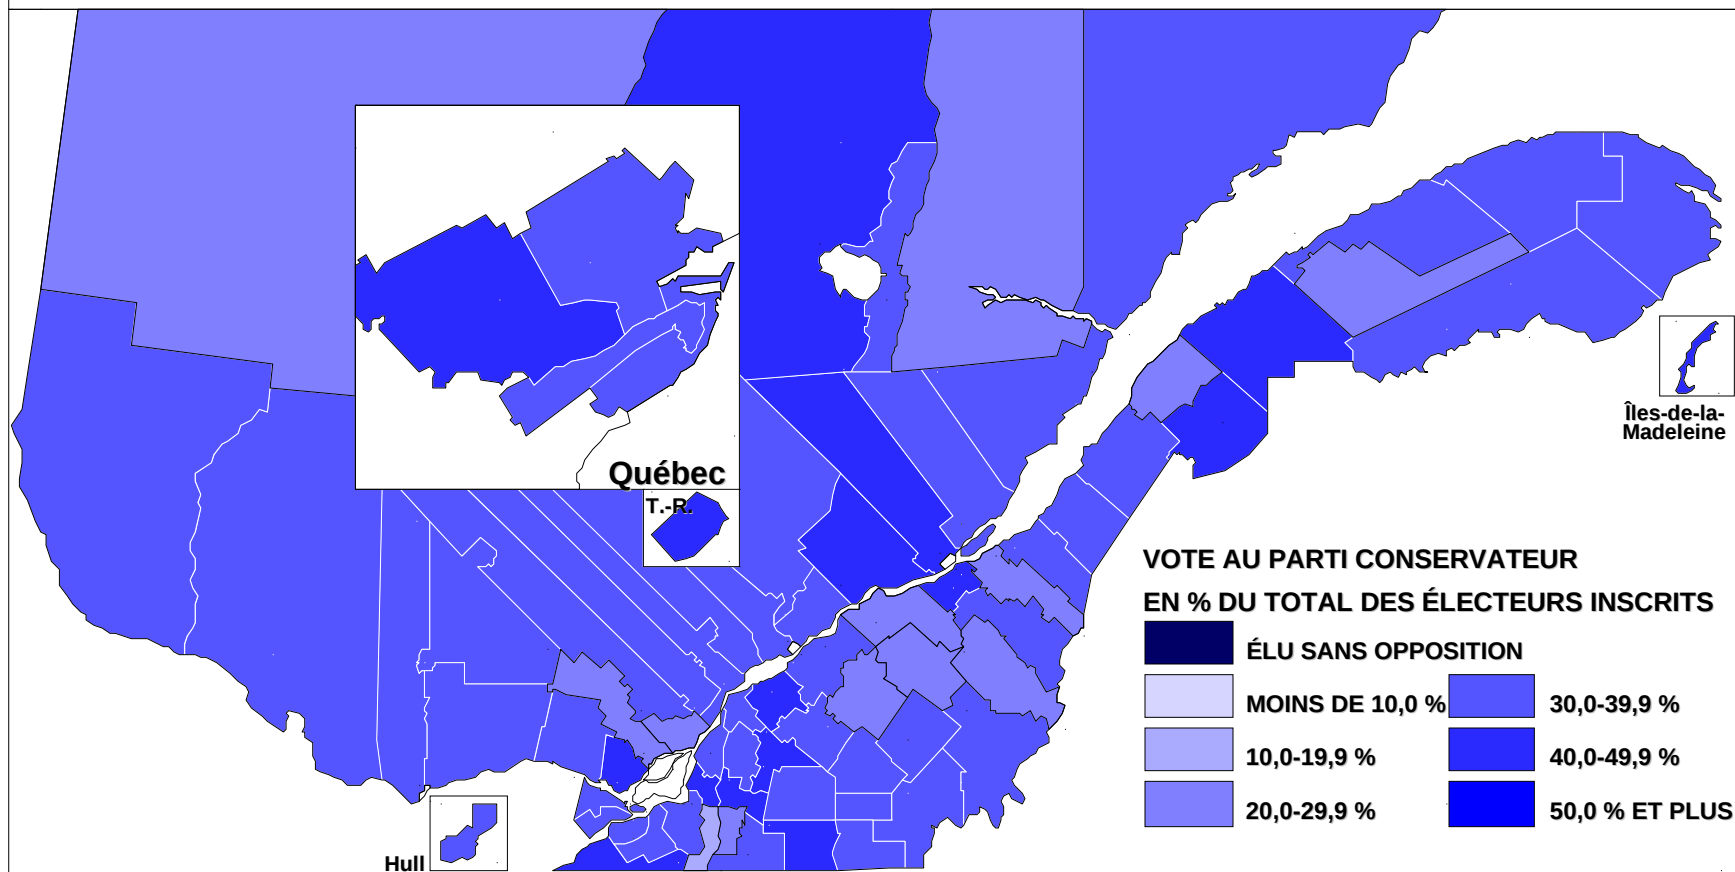 Québec
T.-R.
Îles-de-la-
Madeleine
Hull
VOTE AU PARTI CONSERVATEUR
EN % DU TOTAL DES ÉLECTEURS INSCRITS
ÉLU SANS OPPOSITION
MOINS DE 10,0 %
30,0-39,9 %
10,0-19,9 %
40,0-49,9 %
20,0-29,9 %
50,0 % ET PLUS